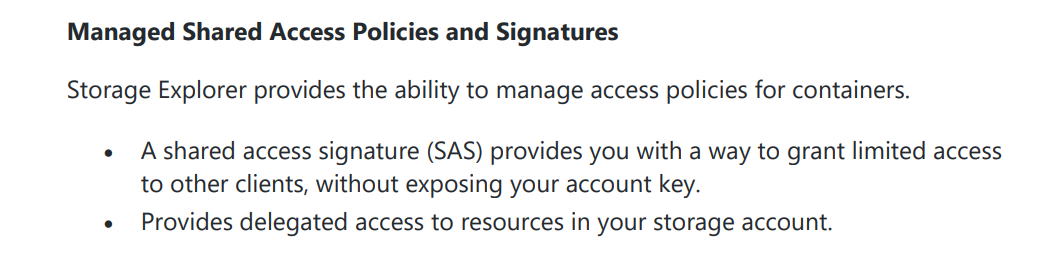 Managed Shared Access Policies and Signatures
Storage Explorer provides the ability to manage access policies for containers.
• A shared access signature (SAS) provides you with a way to grant limited access
to other clients, without exposing your account key.
• Provides delegated access to resources in your storage account.